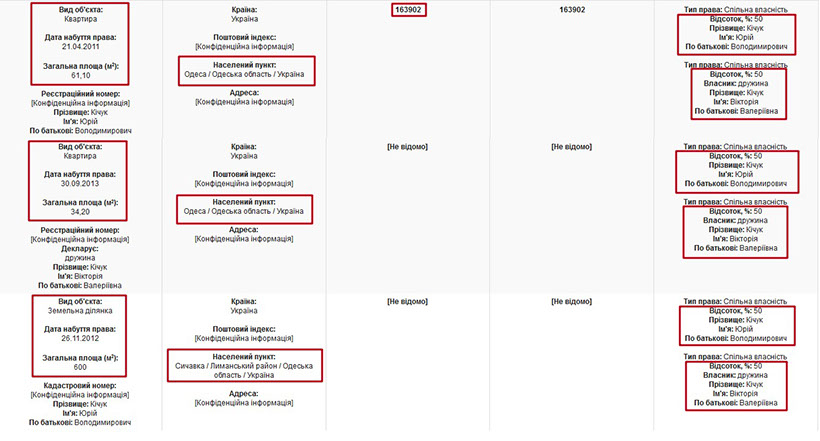 Вид об'єкта:
Квартира
Дата набуття права:
21.04.2011
Загальна площа (м²):
61,10
Реєстраційний номер:
[Конфіденційна інформація]
Прізвище: Кічук
Ім'я: Юрій
По батькові: Володимирович
Країна:
Україна
Поштовий індекс:
[Конфіденційна інформація]
Населений пункт:
Одеса / Одеська область / Україна
Адреса:
[Конфіденційна інформація]
163902
163902
Тип права: Спільна власність
Відсоток, %: 50
Прізвище: Кічук
Ім'я: Юрій
По батькові: Володимирович
Тип права: Спільна власність
Відсоток, %: 50
Власник: дружина
Прізвище: Кічук
Ім'я: Вікторія
По батькові: Валеріївна
Вид об'єкта:
Квартира
Дата набуття права:
30.09.2013
Загальна площа (м²):
34,20
Реєстраційний номер:
[Конфіденційна інформація]
Декларує:
дружина
Прізвище: Кічук
Ім'я: Вікторія
По батькові: Валеріївна
Країна:
Україна
Поштовий індекс:
[Конфіденційна інформація]
Населений пункт:
Одеса / Одеська область / Україна
Адреса:
[Конфіденційна інформація]
[Не відомо]
[Не відомо]
Тип права: Спільна власність
Відсоток, %: 50
Прізвище: Кічук
Ім'я: Юрій
По батькові: Володимирович
Тип права: Спільна власність
Відсоток, %: 50
Власник: дружина
Прізвище: Кічук
Ім'я: Вікторія
По батькові: Валеріївна
Вид об'єкта:
Земельна ділянка
Дата набуття права:
26.11.2012
Загальна площа (м²):
600
Кадастровий номер:
[Конфіденційна інформація]
Прізвище: Кічук
Ім'я: Юрій
По батькові: Володимирович
Країна:
Україна
Поштовий індекс:
[Конфіденційна інформація]
Населений пункт:
Сичавка / Лиманський район / Одеська
область / Україна
Адреса:
[Конфіденційна інформація]
[Не відомо]
[Не відомо]
Тип права: Спільна власність
Відсоток, %: 50
Прізвище: Кічук
Ім'я: Юрій
По батькові: Володимирович
Тип права: Спільна власність
Відсоток, %: 50
Власник: дружина
Прізвище: Кічук
Ім'я: Вікторія
По батькові: Валеріївна